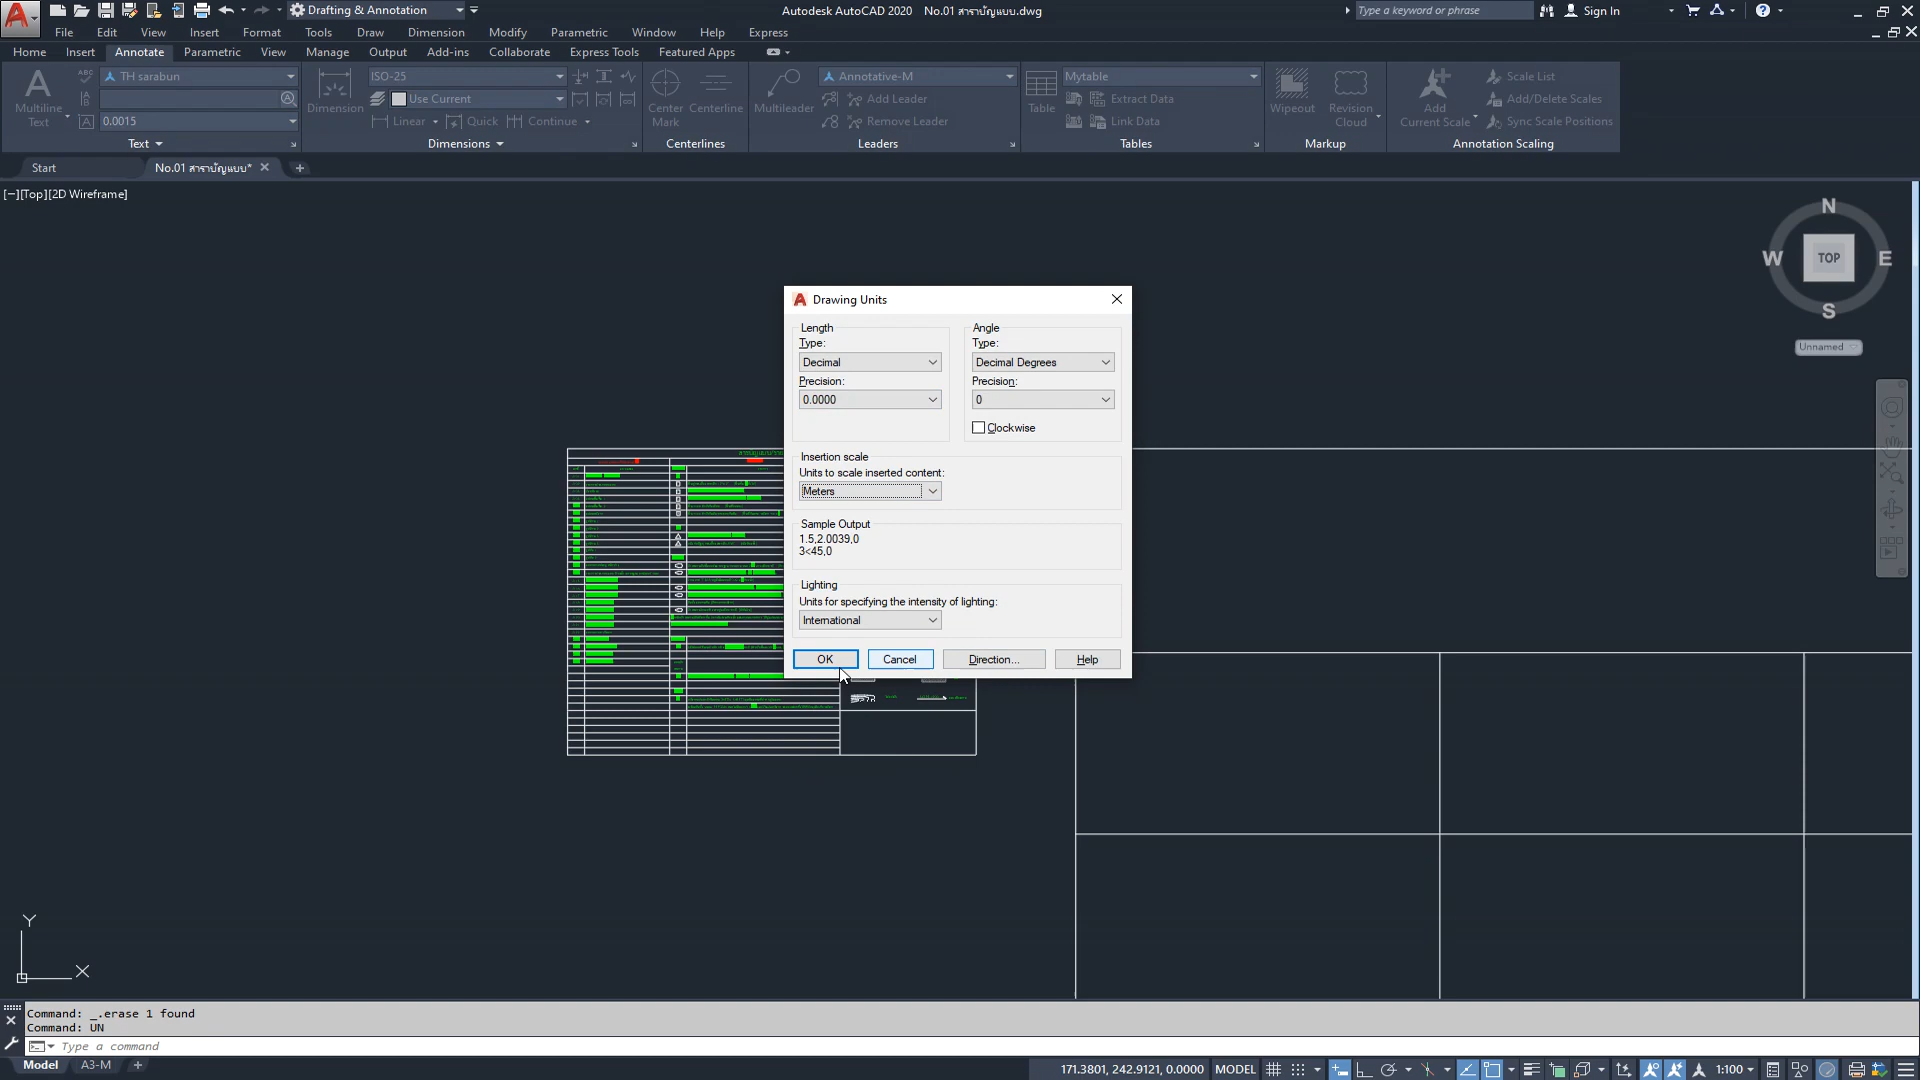 Drafting & Annotation
Autodesk AutoCAD 2020 No.01 สารบัญแบบ.dwg
Type a keyword or phrase
Sign In
File Edit View Insert Format Tools Draw Dimension Modify Parametric Window Help Express
Home Insert Annotate Parametric View Manage Output Add-ins Collaborate Express Tools Featured Apps
Multiline Text
TH sarabun
0.0015
Text
Dimension
ISO-25
Use Current
Linear Quick Continue
Dimensions
Center Mark
Centerline
Centerlines
Multileader
Annotative-M
Add Leader
Remove Leader
Leaders
Table
Mytable
Extract Data
Link Data
Tables
Wipeout
Revision Cloud
Markup
Add Current Scale
Scale List
Add/Delete Scales
Sync Scale Positions
Annotation Scaling
Start
No.01 สารบัญแบบ*
[−][Top][2D Wireframe]
N
W TOP E
S
Unnamed
Drawing Units
Length
Type:
Decimal
Precision:
0.0000
Angle
Type:
Decimal Degrees
Precision:
0
Clockwise
Insertion scale
Units to scale inserted content:
Meters
Sample Output
1.5,2.0039,0
3<45,0
Lighting
Units for specifying the intensity of lighting:
International
OK Cancel Direction... Help
Y
X
Command: _.erase 1 found
Command: UN
Type a command
Model A3-M
171.3801, 242.9121, 0.0000 MODEL
1:100